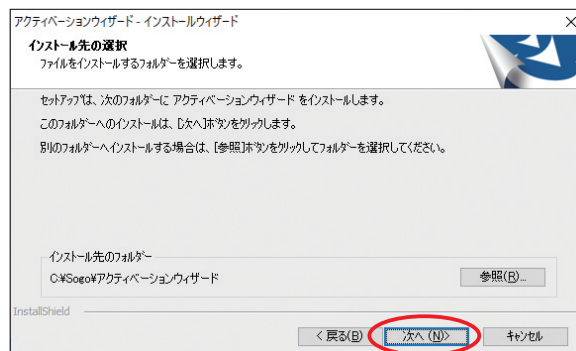 アクティベーションウィザード - インストールウィザード
インストール先の選択
ファイルをインストールするフォルダーを選択します。
セットアップは、次のフォルダーに アクティベーションウィザード をインストールします。
このフォルダーへのインストールは、[次へ]ボタンをクリックします。
別のフォルダーへインストールする場合は、[参照]ボタンをクリックしてフォルダーを選択してください。
インストール先のフォルダー
C:¥Sogo¥アクティベーションウィザード
参照(R)...
InstallShield
< 戻る(B)
次へ (N)>
キャンセル